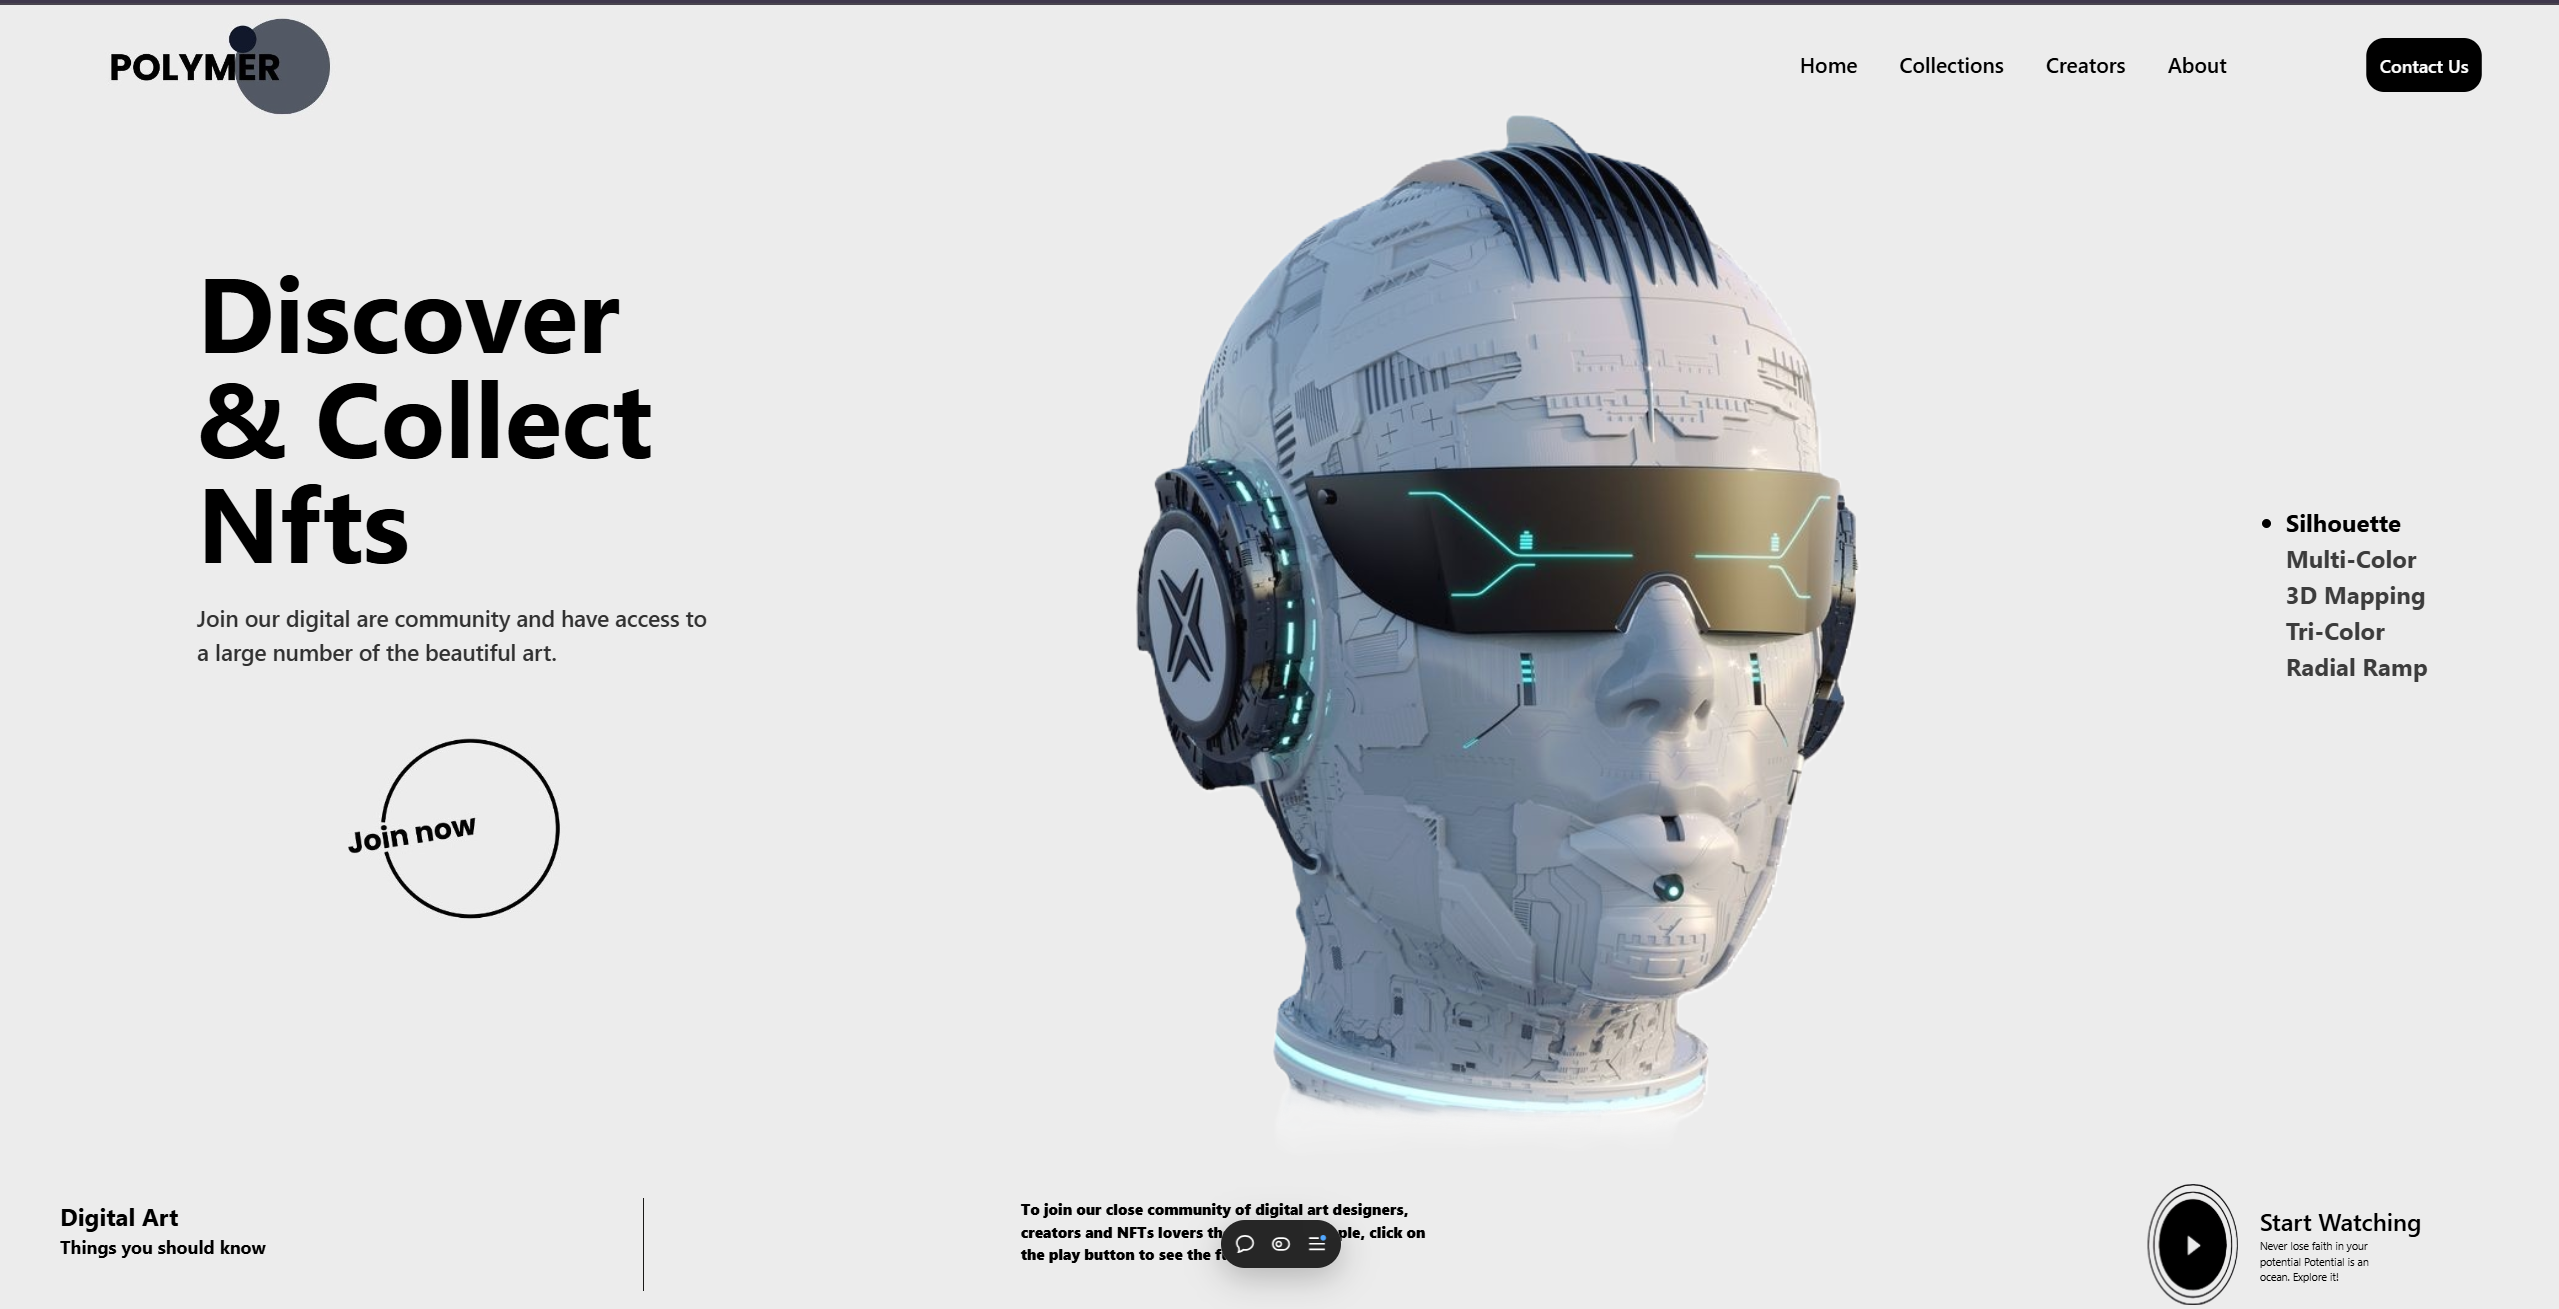 POLYMER
Home
Collections
Creators
About
Contact Us
Discover
& Collect
Nfts
Join our digital are community and have access to
a large number of the beautiful art.
Join now
Silhouette
Multi-Color
3D Mapping
Tri-Color
Radial Ramp
Digital Art
Things you should know
To join our close community of digital art designers,
creators and NFTs lovers click on
the play button to see the
Start Watching
Never lose faith in your
potential Potential is an
ocean. Explore it!